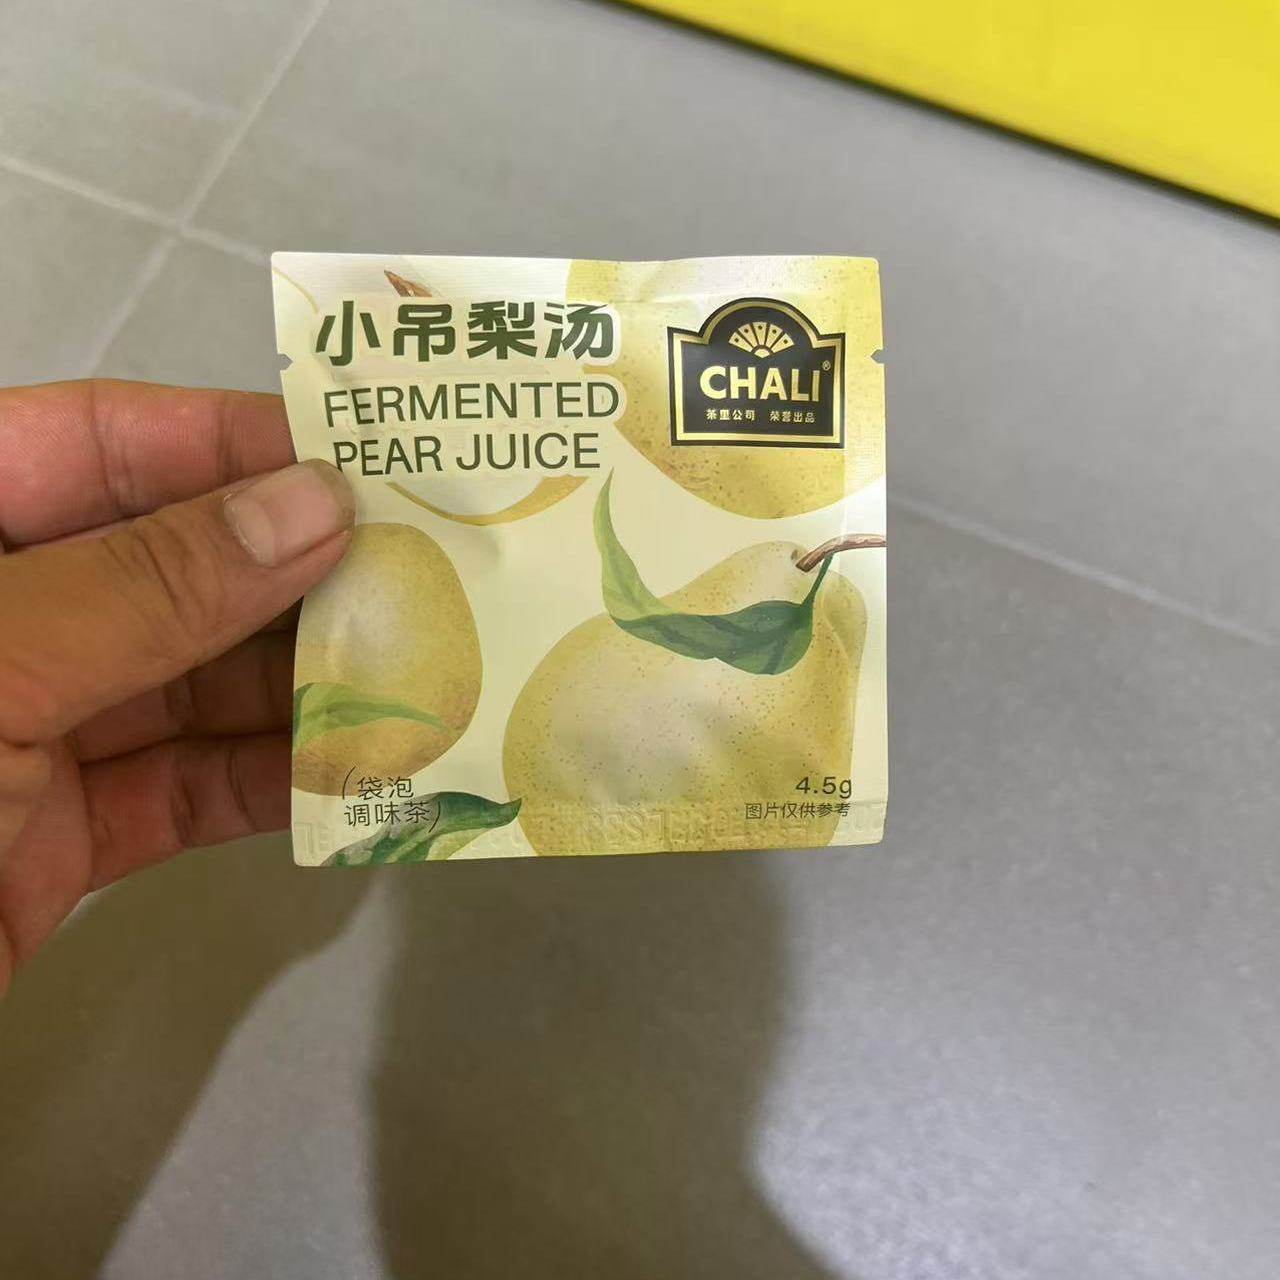 小吊梨汤
FERMENTED
PEAR JUICE
CHALI®
茶里公司 荣誉出品
(袋泡
调味茶)
4.5g
图片仅供参考